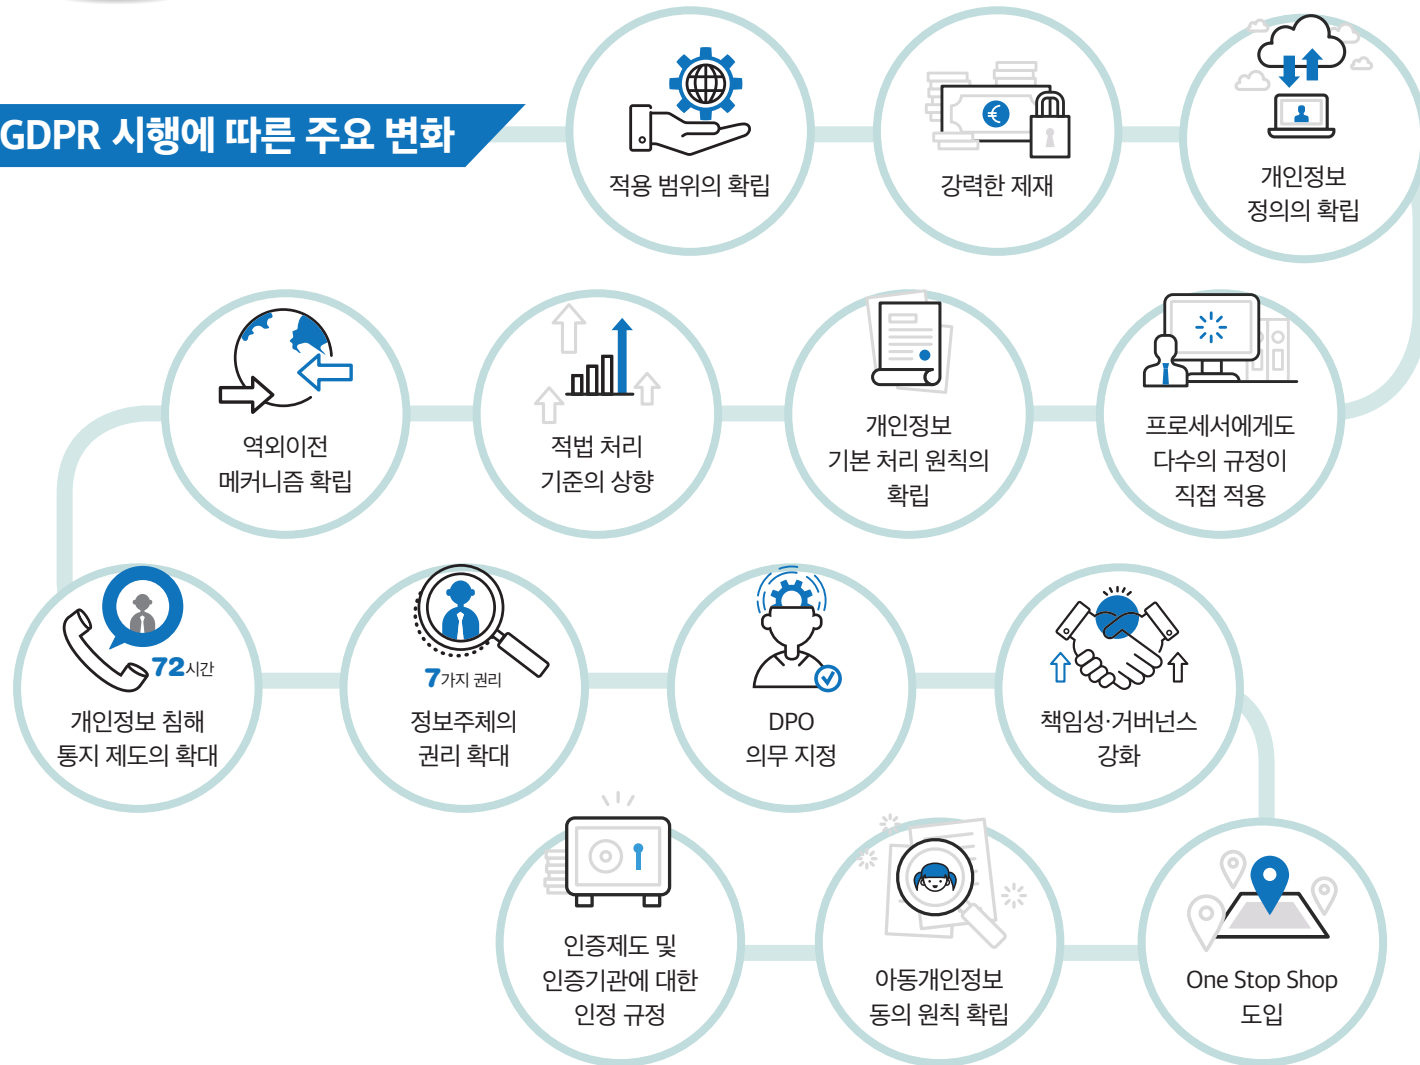 GDPR 시행에 따른 주요 변화
적용 범위의 확립
강력한 제재
개인정보
정의의 확립
프로세서에게도
다수의 규정이
직접 적용
개인정보
기본 처리 원칙의
확립
적법 처리
기준의 상향
역외이전
메커니즘 확립
72시간
개인정보 침해
통지 제도의 확대
7가지 권리
정보주체의
권리 확대
DPO
의무 지정
책임성·거버넌스
강화
One Stop Shop
도입
아동개인정보
동의 원칙 확립
인증제도 및
인증기관에 대한
인정 규정